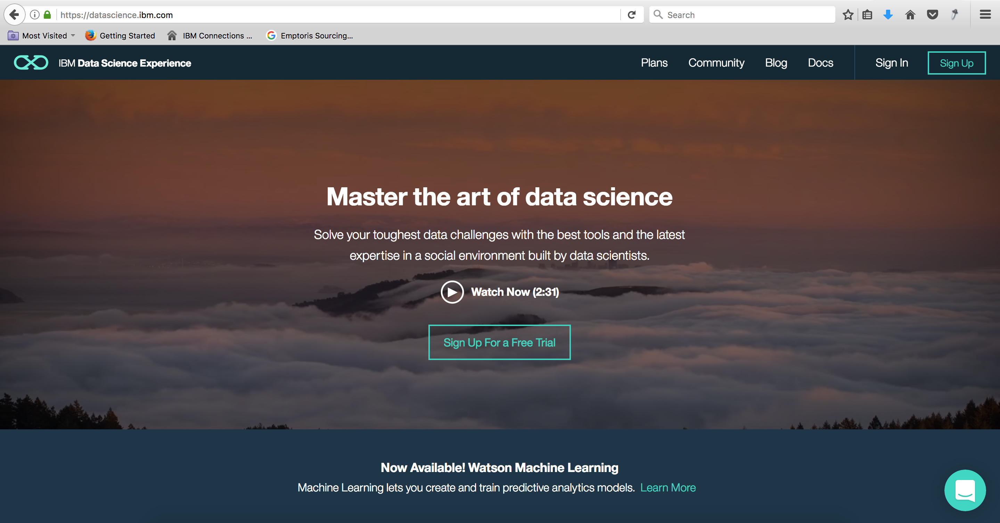 https://datascience.ibm.com
Search
Most Visited
Getting Started
IBM Connections ...
Emptoris Sourcing...
IBM Data Science Experience
Plans
Community
Blog
Docs
Sign In
Sign Up
Master the art of data science
Solve your toughest data challenges with the best tools and the latest
expertise in a social environment built by data scientists.
Watch Now (2:31)
Sign Up For a Free Trial
Now Available! Watson Machine Learning
Machine Learning lets you create and train predictive analytics models. Learn More